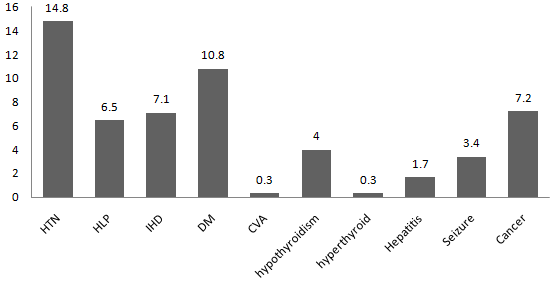 16
14
12
10
8
6
4
2
0
14.8
6.5
7.1
10.8
0.3
4
0.3
1.7
3.4
7.2
HTN
HLP
IHD
DM
CVA
hypothyroidism
hyperthyroid
Hepatitis
Seizure
Cancer